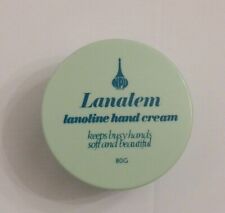 Lanalem
lanoline hand cream
keeps busy hands
soft and beautiful
80G